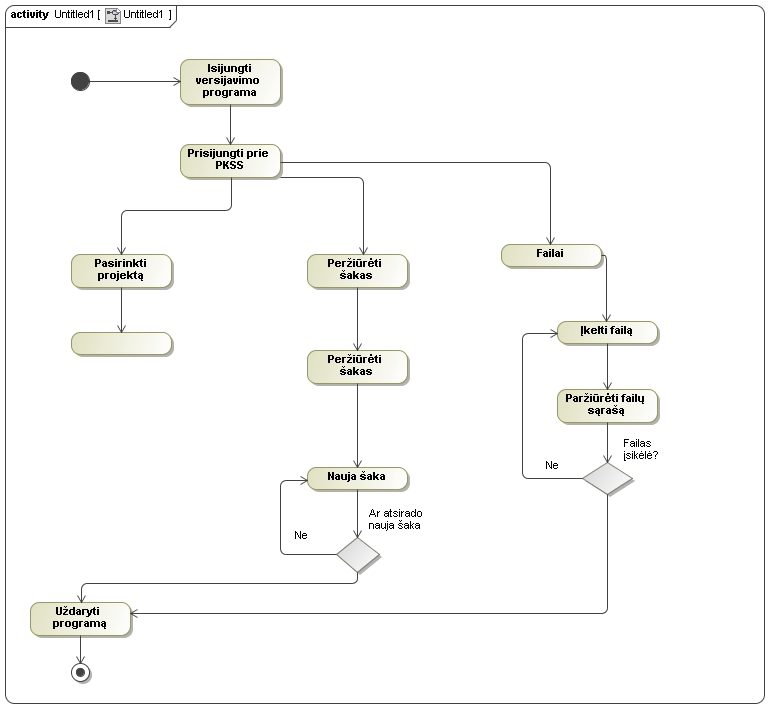 activity Untitled1 [ Untitled1 ]
Isijungti
versijavimo
programa
Prisijungti prie
PKSS
Pasirinkti
projektą
Peržiūrėti
šakas
Failai
Peržiūrėti
šakas
Įkelti failą
Paržiūrėti failų
sąrašą
Failas
įsikėlė?
Ne
Nauja šaka
Ar atsirado
nauja šaka
Ne
Uždaryti
programą